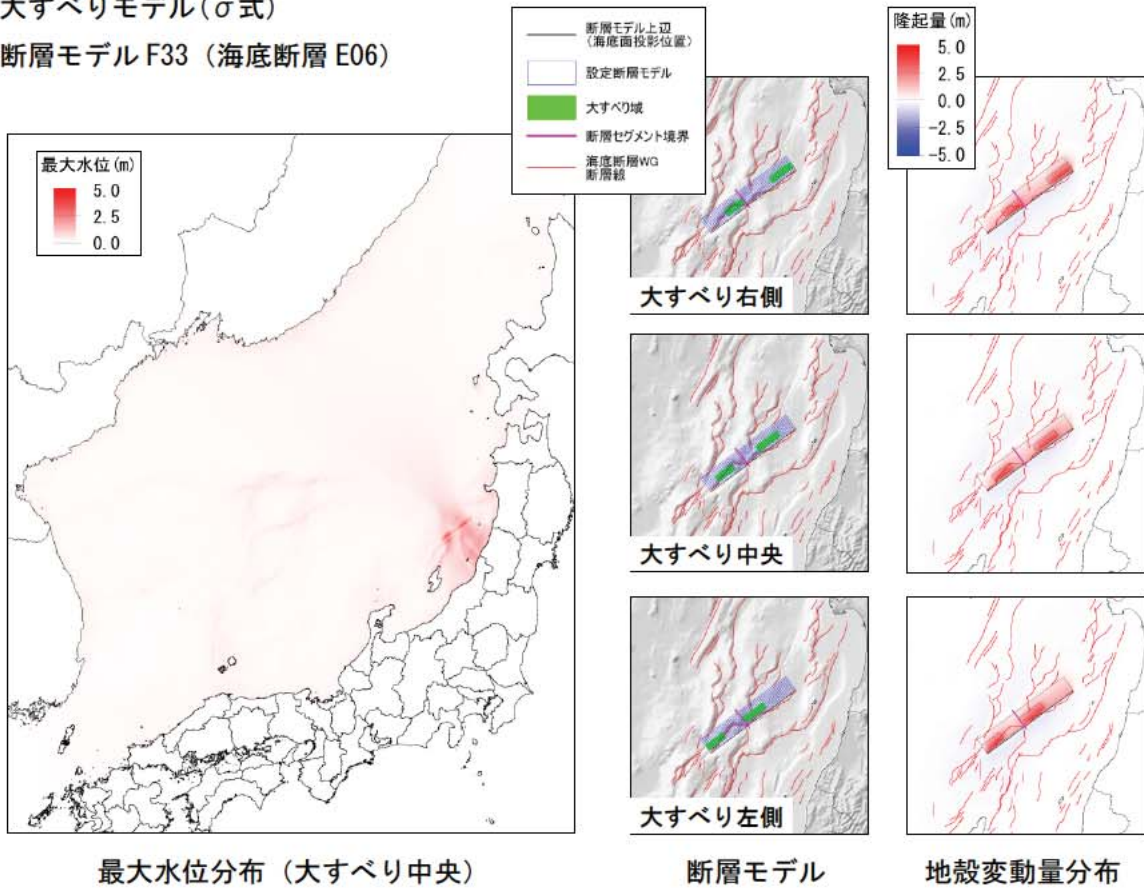 大すべりモデル(σ式)
断層モデル F33（海底断層 E06）
最大水位(m)
5.0
2.5
0.0
断層モデル上辺
（海底面投影位置）
設定断層モデル
大すべり域
断層セグメント境界
海底断層WG
断層線
隆起量(m)
5.0
2.5
0.0
-2.5
-5.0
大すべり右側
大すべり中央
大すべり左側
最大水位分布（大すべり中央）
断層モデル
地殻変動量分布